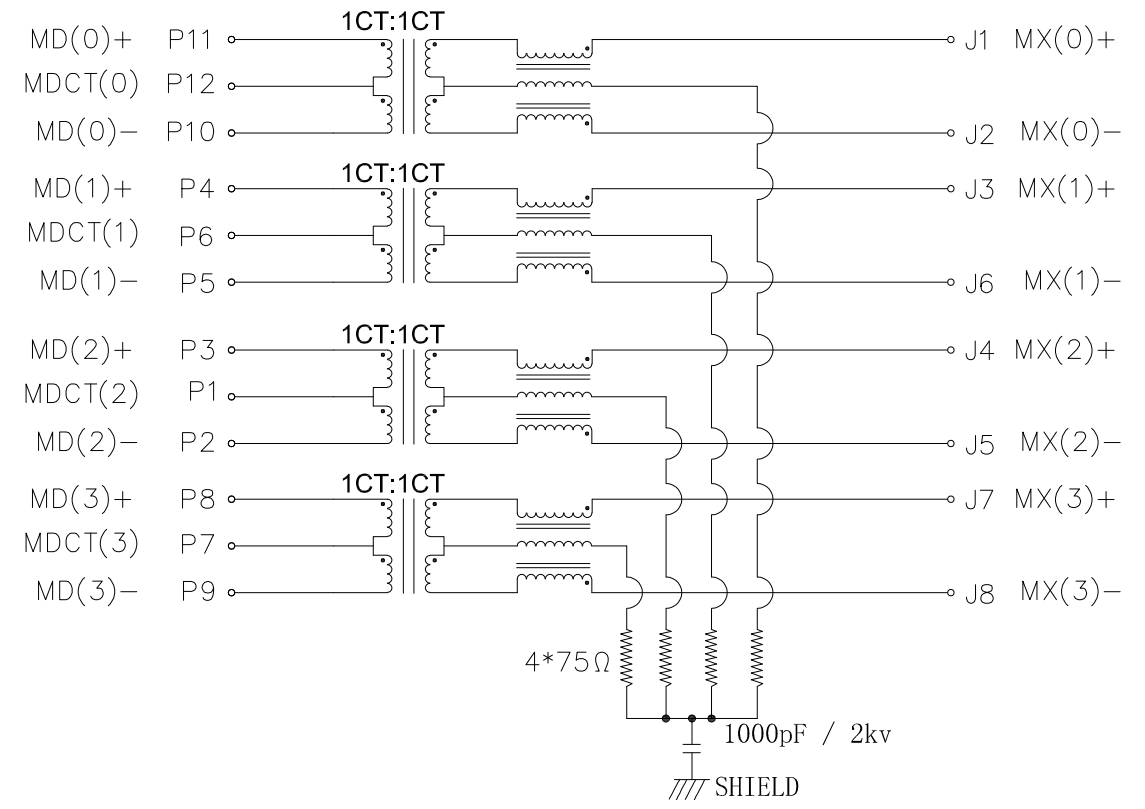 1CT:1CT
MD(0)+ P11 J1 MX(0)+
MDCT(0) P12
MD(0)- P10 J2 MX(0)-
1CT:1CT
MD(1)+ P4 J3 MX(1)+
MDCT(1) P6
MD(1)- P5 J6 MX(1)-
1CT:1CT
MD(2)+ P3 J4 MX(2)+
MDCT(2) P1
MD(2)- P2 J5 MX(2)-
1CT:1CT
MD(3)+ P8 J7 MX(3)+
MDCT(3) P7
MD(3)- P9 J8 MX(3)-
4*75Ω
1000pF / 2kv
SHIELD